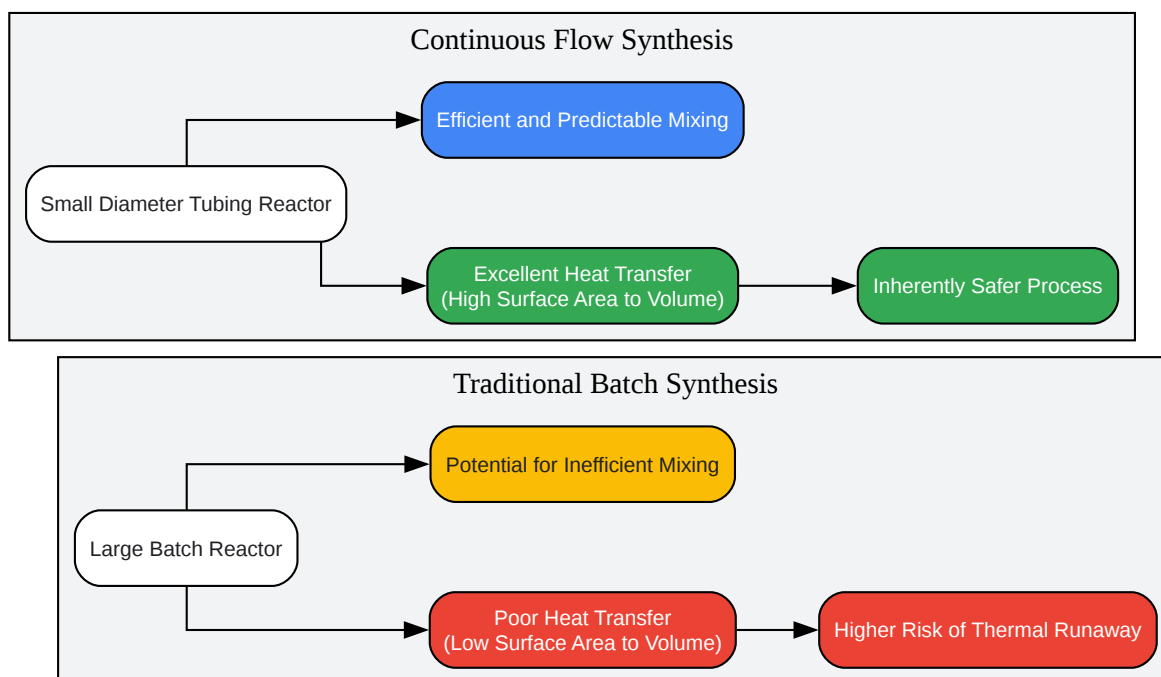 Continuous Flow Synthesis
Efficient and Predictable Mixing
Small Diameter Tubing Reactor
Excellent Heat Transfer
(High Surface Area to Volume)
Inherently Safer Process
Traditional Batch Synthesis
Potential for Inefficient Mixing
Large Batch Reactor
Poor Heat Transfer
(Low Surface Area to Volume)
Higher Risk of Thermal Runaway